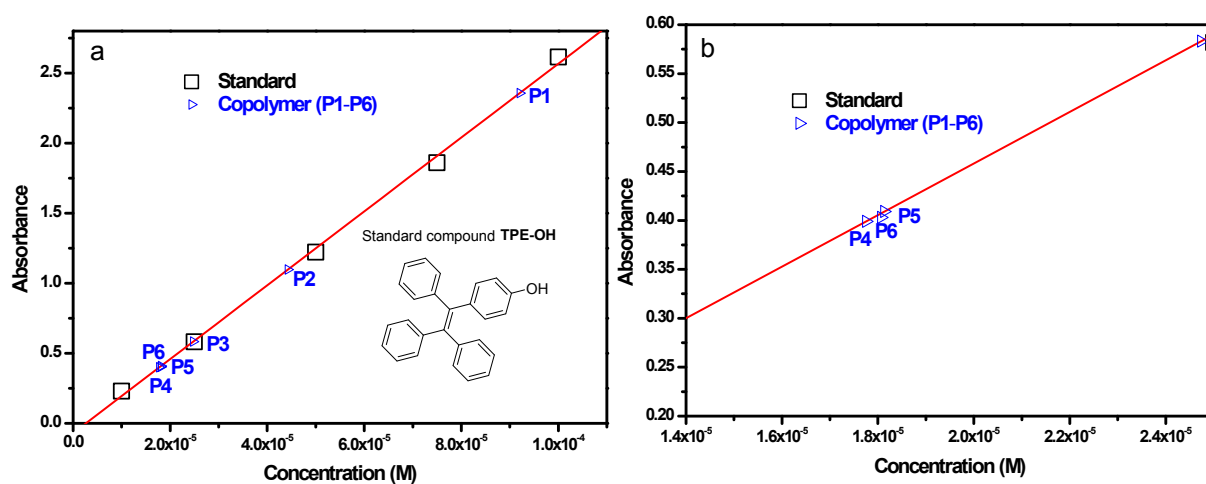 a
Standard
Copolymer (P1-P6)
P1
P2
P3
P6
P5
P4
Standard compound TPE-OH
OH
Absorbance
2.5
2.0
1.5
1.0
0.5
0.0
0.0
2.0x10⁻⁵
4.0x10⁻⁵
6.0x10⁻⁵
8.0x10⁻⁵
1.0x10⁻⁴
Concentration (M)
b
Standard
Copolymer (P1-P6)
P4
P6
P5
Absorbance
0.60
0.55
0.50
0.45
0.40
0.35
0.30
0.25
0.20
1.4x10⁻⁵
1.6x10⁻⁵
1.8x10⁻⁵
2.0x10⁻⁵
2.2x10⁻⁵
2.4x10⁻⁵
Concentration (M)